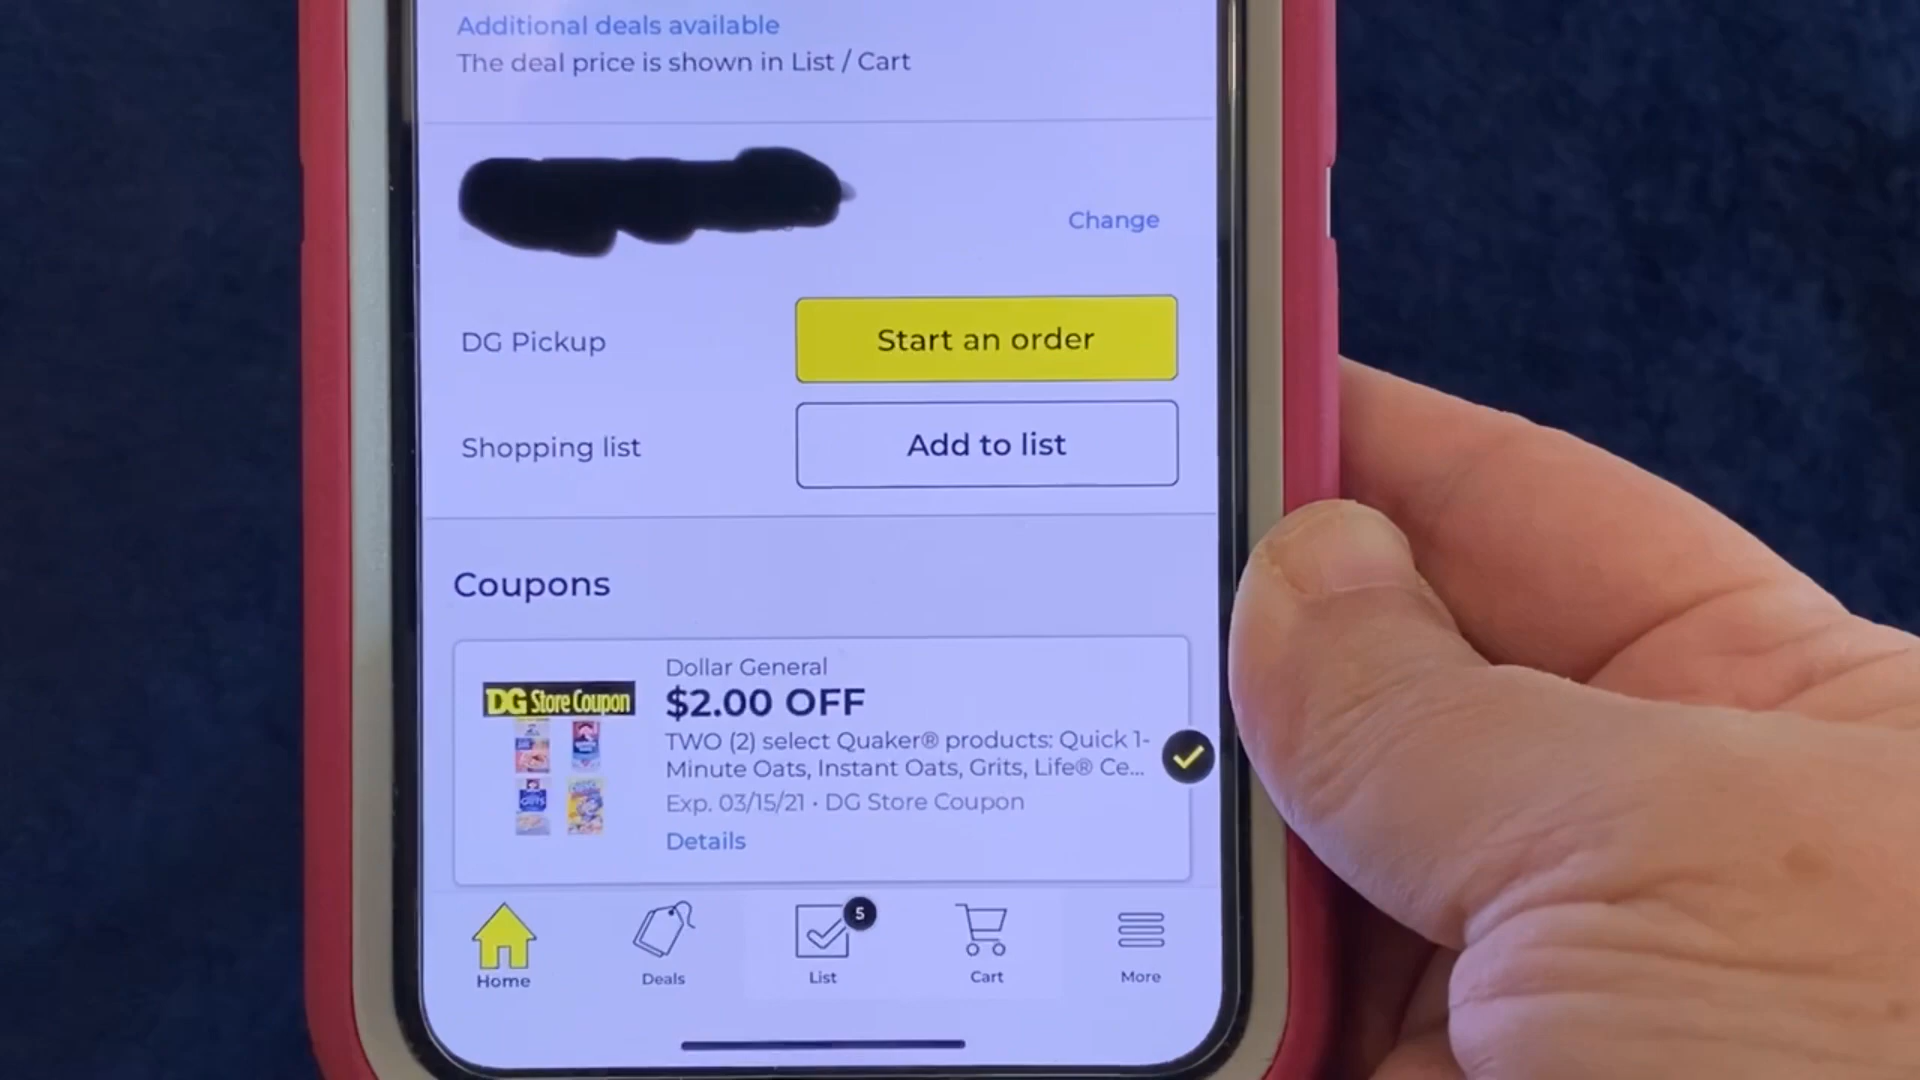 Additional deals available
The deal price is shown in List / Cart
Change
DG Pickup
Start an order
Shopping list
Add to list
Coupons
DG Store Coupon
Dollar General
$2.00 OFF
TWO (2) select Quaker® products: Quick 1-
Minute Oats, Instant Oats, Grits, Life® Ce...
Exp. 03/15/21 · DG Store Coupon
Details
5
Home
Deals
List
Cart
More